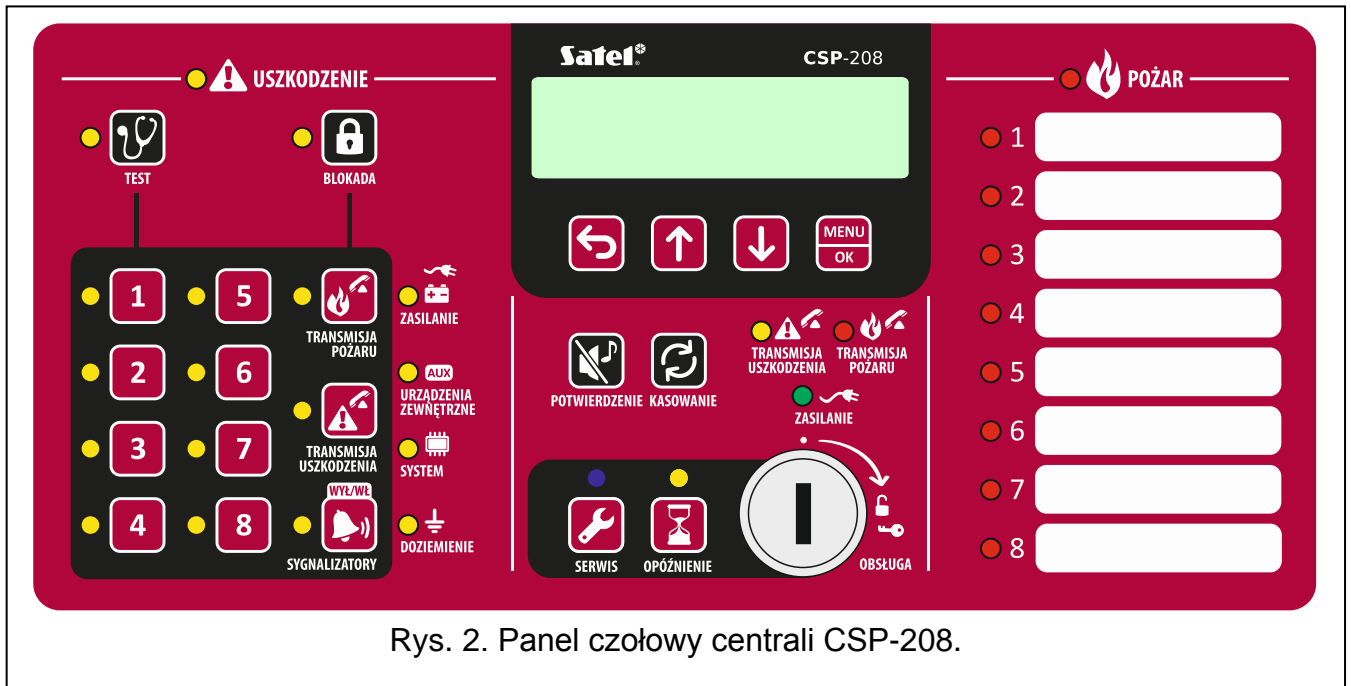 USZKODZENIE
TEST
BLOKADA
1
5
TRANSMISJA
POŻARU
2
6
3
7
TRANSMISJA
USZKODZENIA
4
8
WYŁ/WŁ
SYGNALIZATORY
ZASILANIE
AUX
URZĄDZENIA
ZEWNĘTRZNE
SYSTEM
DOZIEMIENIE
Satel®
CSP-208
MENU
OK
POTWIERDZENIE
KASOWANIE
TRANSMISJA
USZKODZENIA
TRANSMISJA
POŻARU
ZASILANIE
SERWIS
OPÓŹNIENIE
OBSŁUGA
POŻAR
1
2
3
4
5
6
7
8
Rys. 2. Panel czołowy centrali CSP-208.